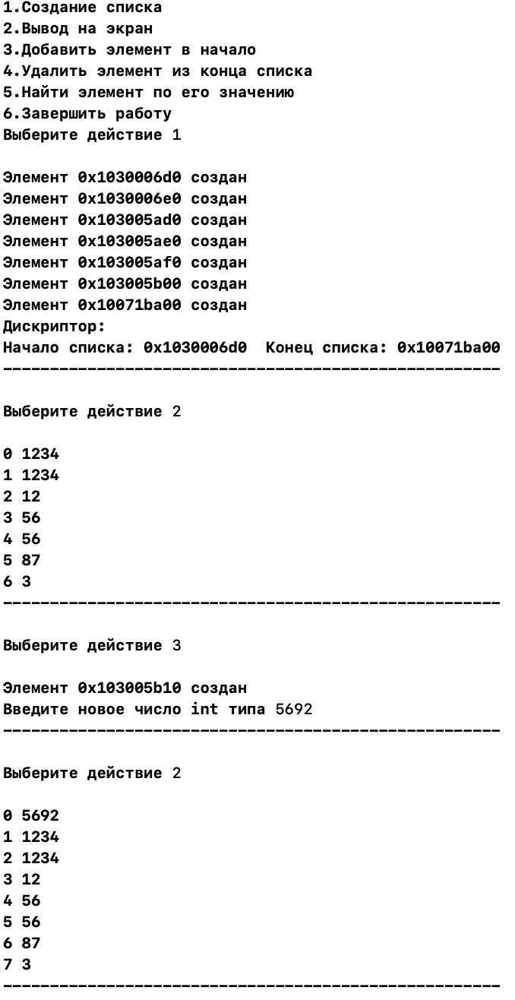 1.Создание списка
2.Вывод на экран
3.Добавить элемент в начало
4.Удалить элемент из конца списка
5.Найти элемент по его значению
6.Завершить работу
Выберите действие 1
Элемент 0x1030006d0 создан
Элемент 0x1030006e0 создан
Элемент 0x103005ad0 создан
Элемент 0x103005ae0 создан
Элемент 0x103005af0 создан
Элемент 0x103005b00 создан
Элемент 0x10071ba00 создан
Дискриптор:
Начало списка: 0x1030006d0  Конец списка: 0x10071ba00
-----------------------------------------------------
Выберите действие 2
0 1234
1 1234
2 12
3 56
4 56
5 87
6 3
-----------------------------------------------------
Выберите действие 3
Элемент 0x103005b10 создан
Введите новое число int типа 5692
-----------------------------------------------------
Выберите действие 2
0 5692
1 1234
2 1234
3 12
4 56
5 56
6 87
7 3
-----------------------------------------------------